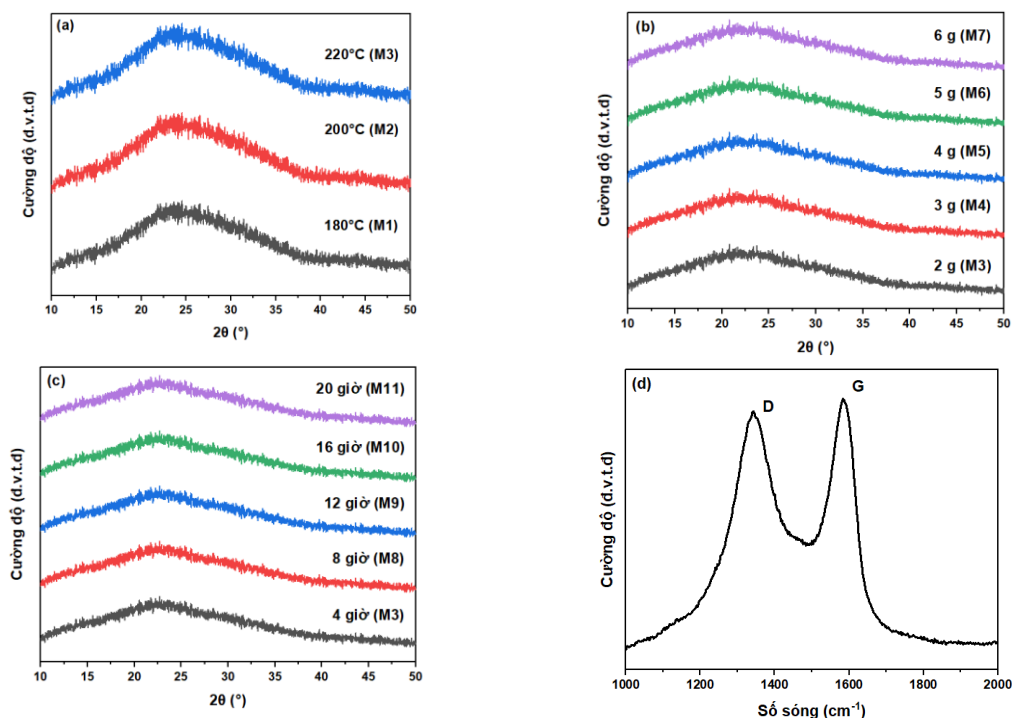 (a)
220°C (M3)
200°C (M2)
180°C (M1)
Cường độ (d.v.t.d)
10 15 20 25 30 35 40 45 50
2θ (°)
(b)
6 g (M7)
5 g (M6)
4 g (M5)
3 g (M4)
2 g (M3)
Cường độ (d.v.t.d)
10 15 20 25 30 35 40 45 50
2θ (°)
(c)
20 giờ (M11)
16 giờ (M10)
12 giờ (M9)
8 giờ (M8)
4 giờ (M3)
Cường độ (d.v.t.d)
10 15 20 25 30 35 40 45 50
2θ (°)
(d)
D
G
Cường độ (d.v.t.d)
1000 1200 1400 1600 1800 2000
Số sóng (cm⁻¹)